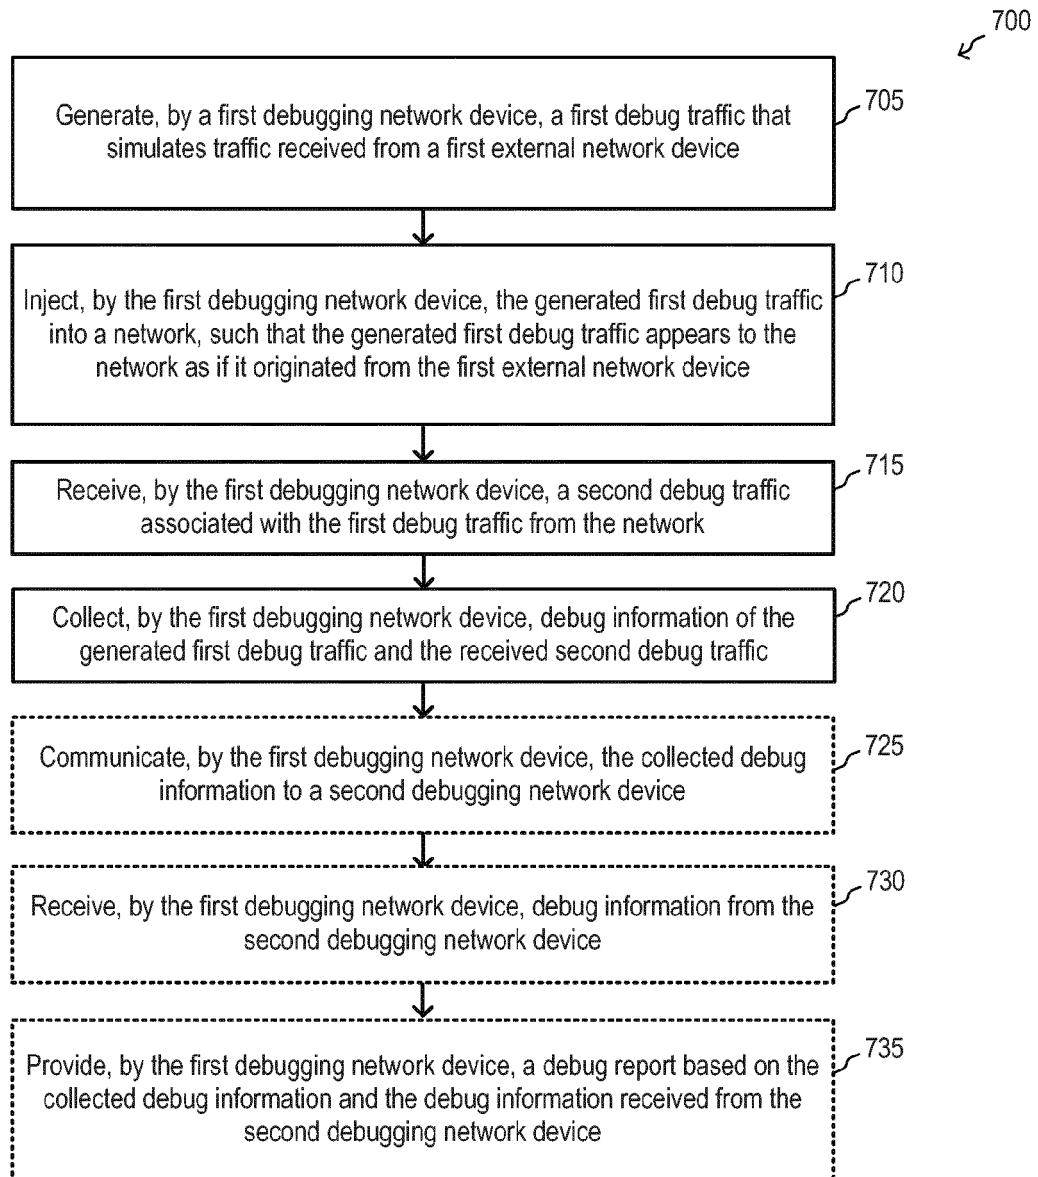 700
Generate, by a first debugging network device, a first debug traffic that
simulates traffic received from a first external network device
705
Inject, by the first debugging network device, the generated first debug traffic
into a network, such that the generated first debug traffic appears to the
network as if it originated from the first external network device
710
Receive, by the first debugging network device, a second debug traffic
associated with the first debug traffic from the network
715
Collect, by the first debugging network device, debug information of the
generated first debug traffic and the received second debug traffic
720
Communicate, by the first debugging network device, the collected debug
information to a second debugging network device
725
Receive, by the first debugging network device, debug information from the
second debugging network device
730
Provide, by the first debugging network device, a debug report based on the
collected debug information and the debug information received from the
second debugging network device
735